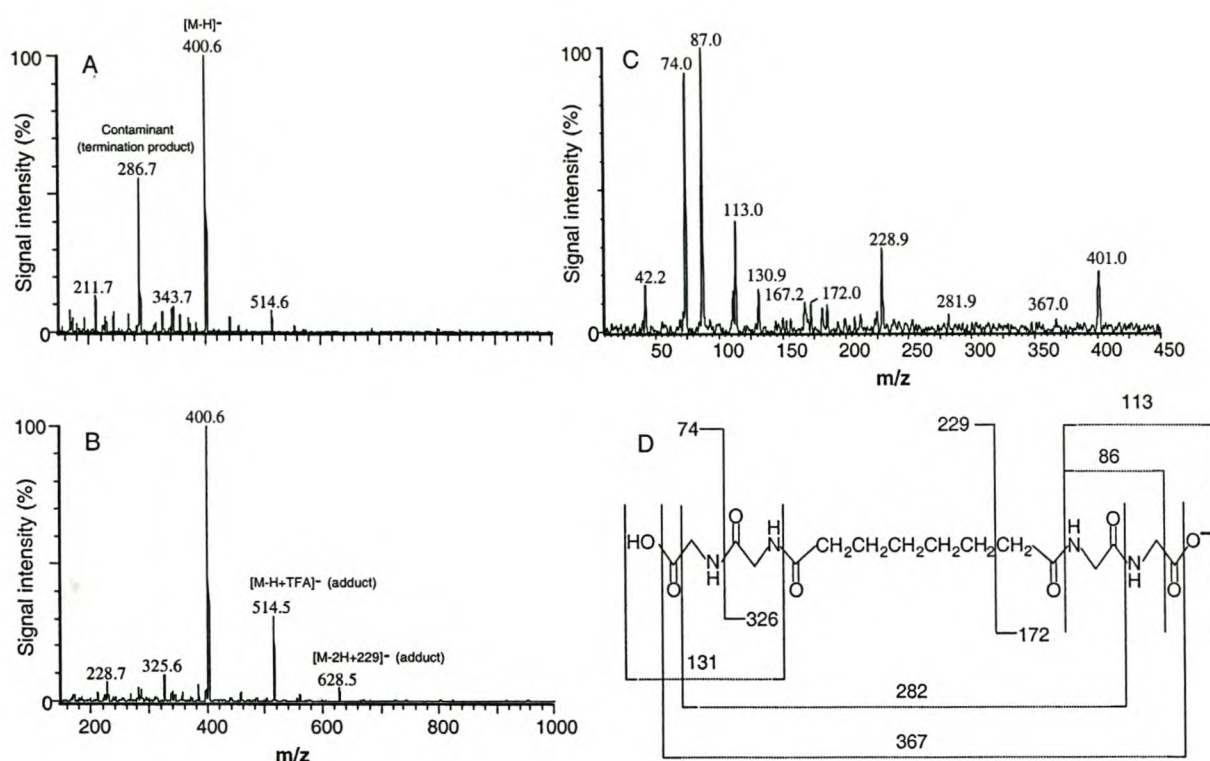 A
[M-H]-
400.6
100
Contaminant
(termination product)
286.7
211.7
343.7
514.6
0
Signal intensity (%)
B
400.6
100
[M-H+TFA]- (adduct)
514.5
[M-2H+229]- (adduct)
628.5
228.7
325.6
0
200
400
600
800
1000
Signal intensity (%)
m/z
C
100
87.0
74.0
113.0
42.2
130.9
167.2
172.0
228.9
281.9
367.0
401.0
0
50
100
150
200
250
300
350
400
450
Signal intensity (%)
m/z
D
113
74
229
86
HO
O
N
H
O
H
N
O
CH2CH2CH2CH2CH2CH2
O
H
N
O
N
H
O
O-
326
172
131
282
367